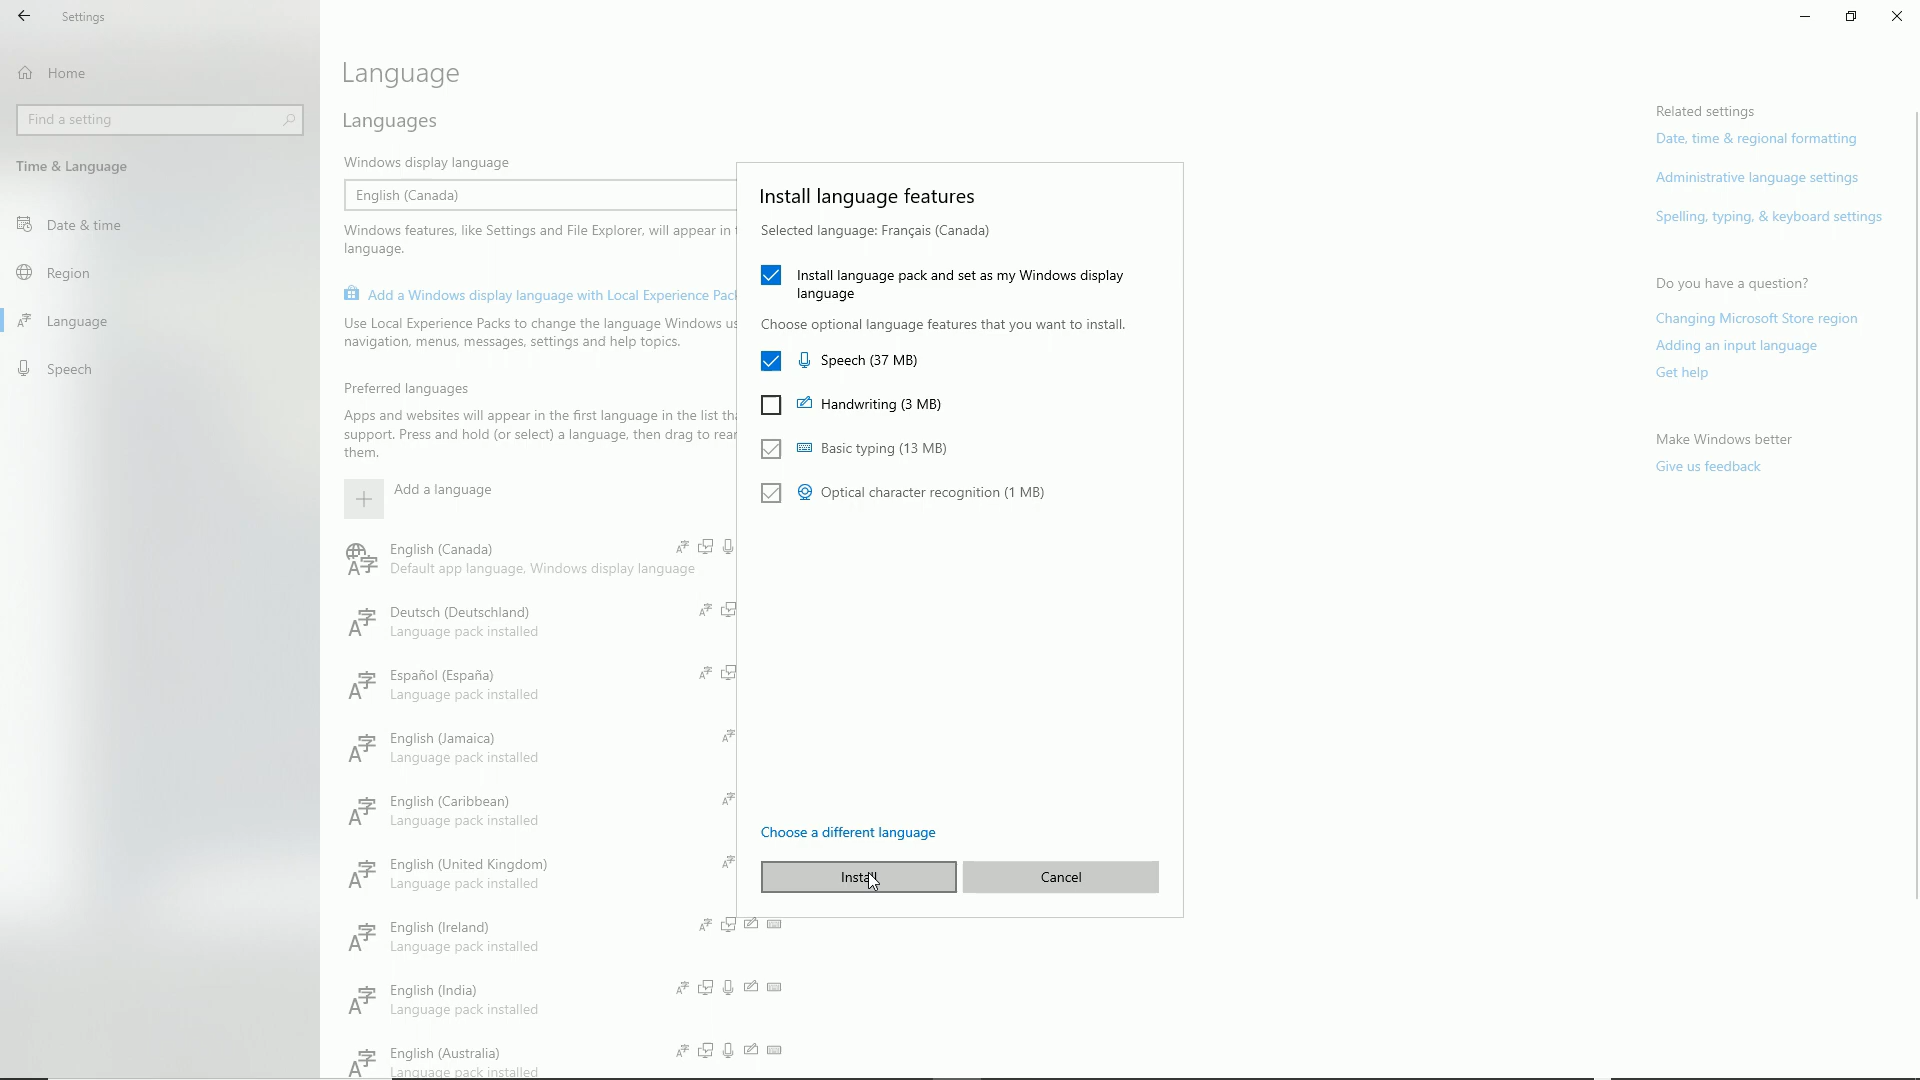 Settings
Home
Find a setting
Time & Language
Date & time
Region
Language
Speech
Language
Languages
Windows display language
English (Canada)
Windows features, like Settings and File Explorer, will appear in
language.
Add a Windows display language with Local Experience Pac
Use Local Experience Packs to change the language Windows us
navigation, menus, messages, settings and help topics.
Preferred languages
Apps and websites will appear in the first language in the list th
support. Press and hold (or select) a language, then drag to rear
them.
Add a language
English (Canada)
Default app language, Windows display language
Deutsch (Deutschland)
Language pack installed
Español (España)
Language pack installed
English (Jamaica)
Language pack installed
English (Caribbean)
Language pack installed
English (United Kingdom)
Language pack installed
English (Ireland)
Language pack installed
English (India)
Language pack installed
English (Australia)
Language pack installed
Install language features
Selected language: Français (Canada)
Install language pack and set as my Windows display
language
Choose optional language features that you want to install.
Speech (37 MB)
Handwriting (3 MB)
Basic typing (13 MB)
Optical character recognition (1 MB)
Choose a different language
Install
Cancel
Related settings
Date, time & regional formatting
Administrative language settings
Spelling, typing, & keyboard settings
Do you have a question?
Changing Microsoft Store region
Adding an input language
Get help
Make Windows better
Give us feedback